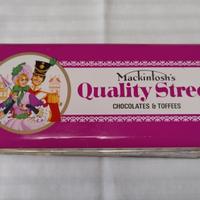 Mackintosh's
Quality Stree
CHOCOLATES & TOFFEES